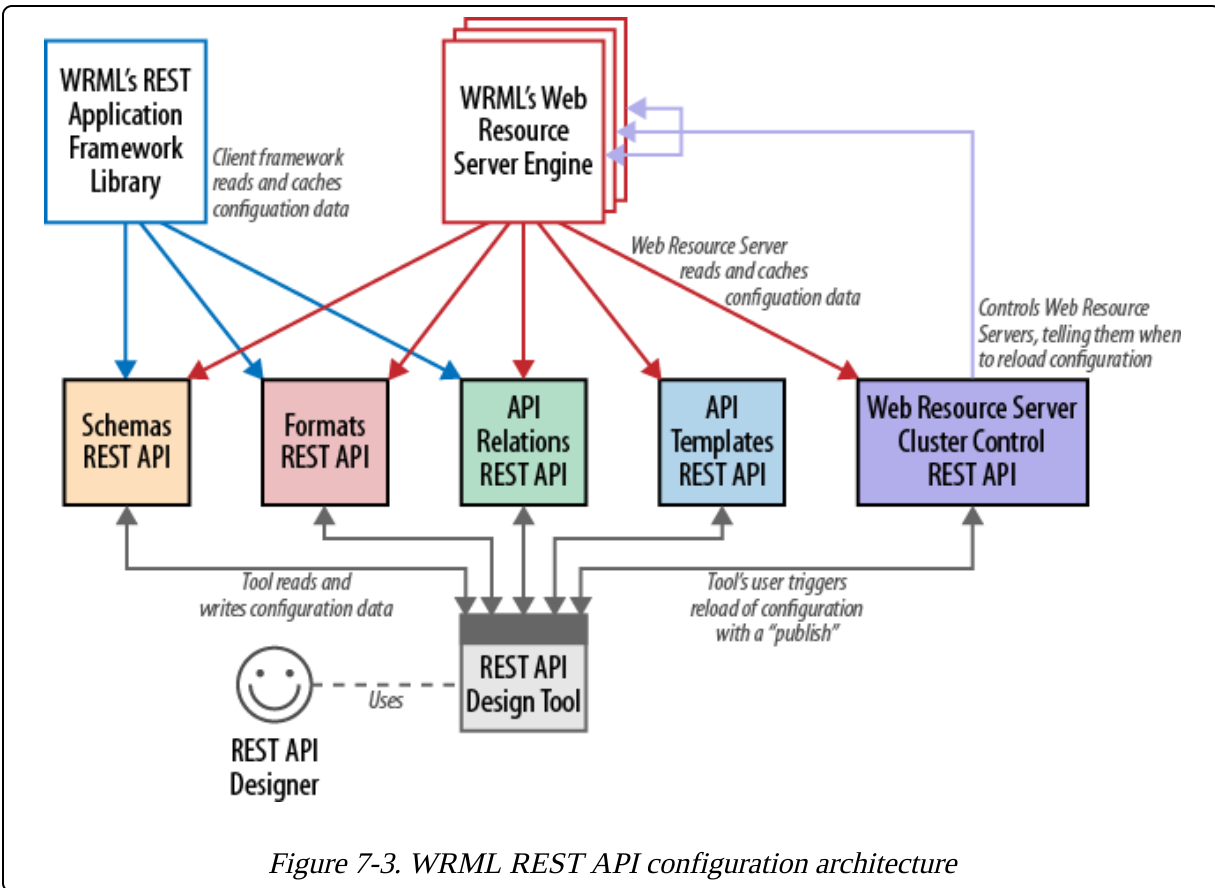 WRML's REST
Application
Framework
Library
Client framework
reads and caches
configuation data
WRML's Web
Resource
Server Engine
Web Resource Server
reads and caches
configuation data
Controls Web Resource
Servers, telling them when
to reload configuration
Schemas
REST API
Formats
REST API
API
Relations
REST API
API
Templates
REST API
Web Resource Server
Cluster Control
REST API
Tool reads and
writes configuration data
Tool's user triggers
reload of configuration
with a “publish”
REST API
Design Tool
Uses
REST API
Designer
Figure 7-3. WRML REST API configuration architecture